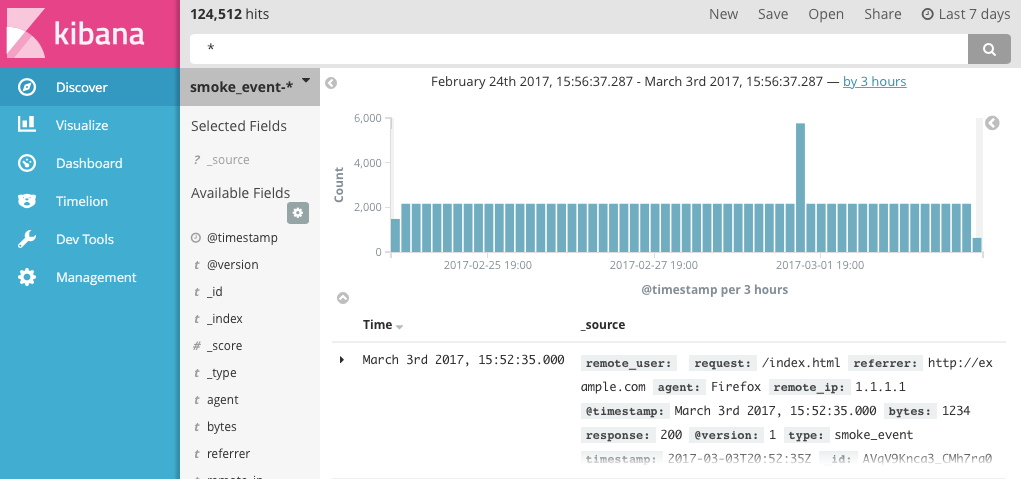 kibana
Discover
Visualize
Dashboard
Timelion
Dev Tools
Management
124,512 hits
New Save Open Share Last 7 days
*
smoke_event-*
Selected Fields
? _source
Available Fields
@timestamp
t @version
t _id
t _index
# _score
t _type
t agent
t bytes
t referrer
February 24th 2017, 15:56:37.287 - March 3rd 2017, 15:56:37.287 — by 3 hours
Count
6,000
4,000
2,000
0
2017-02-25 19:00 2017-02-27 19:00 2017-03-01 19:00
@timestamp per 3 hours
Time _source
March 3rd 2017, 15:52:35.000
remote_user: request: /index.html referrer: http://ex
ample.com agent: Firefox remote_ip: 1.1.1.1
@timestamp: March 3rd 2017, 15:52:35.000 bytes: 1234
response: 200 @version: 1 type: smoke_event
timestamp: 2017-03-03T20:52:35Z _id: